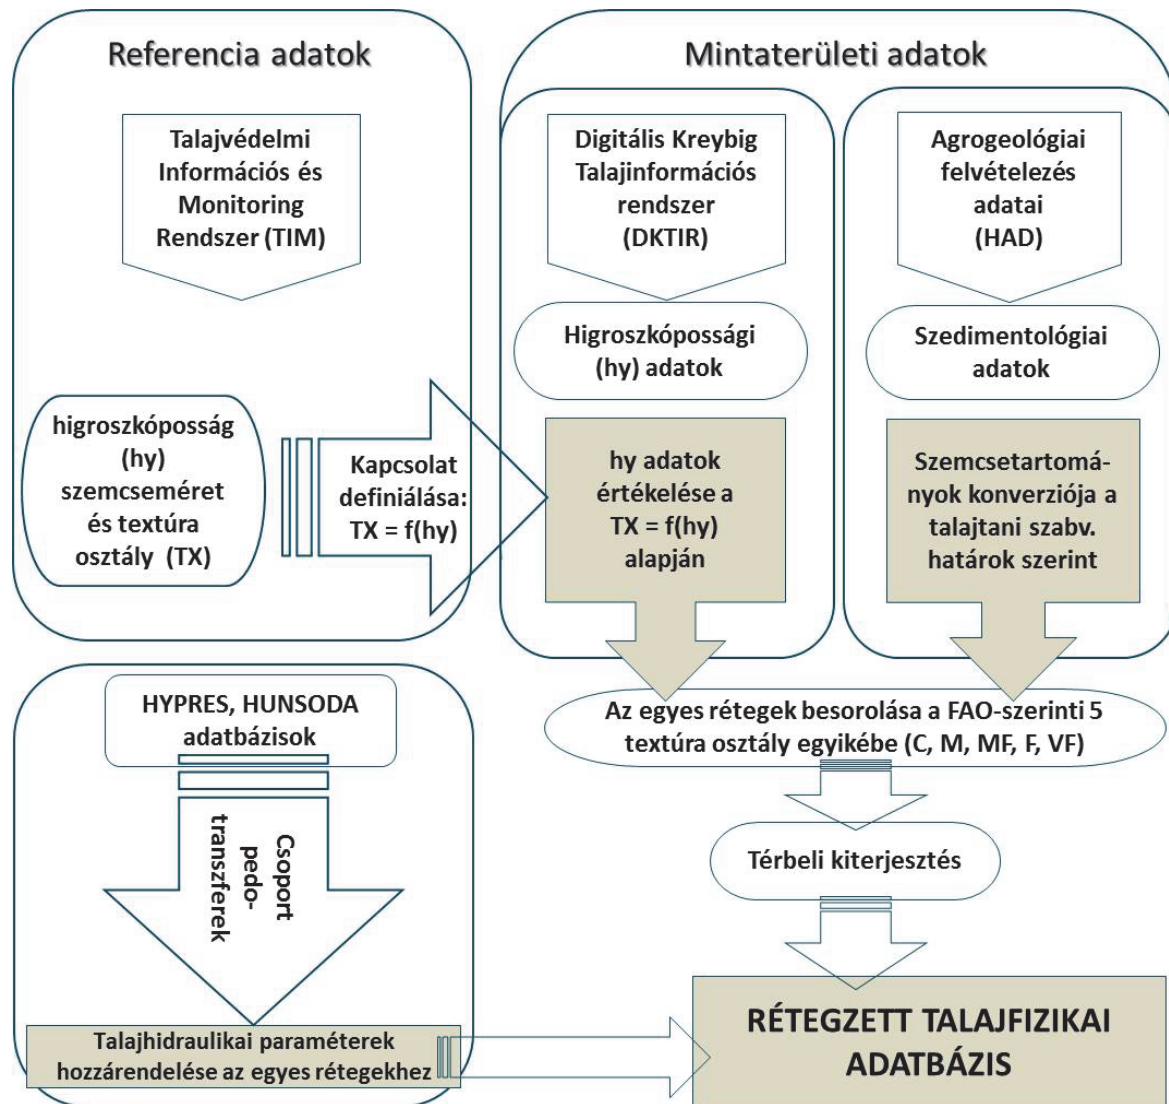 Referencia adatok
Talajvédelmi
Információs és
Monitoring
Rendszer (TIM)
higroszkóposság
(hy)
szemcseméret
és textúra
osztály (TX)
Kapcsolat
definiálása:
TX = f(hy)
Mintaterületi adatok
Digitális Kreybig
Talajinformációs
rendszer
(DKTIR)
Higroszkópossági
(hy) adatok
hy adatok
értékelése a
TX = f(hy)
alapján
Agrogeológiai
felvételezés
adatai
(HAD)
Szedimentológiai
adatok
Szemcsetartomá-
nyok konverziója a
talajtani szabv.
határok szerint
Az egyes rétegek besorolása a FAO-szerinti 5
textúra osztály egyikébe (C, M, MF, F, VF)
Térbeli kiterjesztés
HYPRES, HUNSODA
adatbázisok
Csoport
pedo-
transzferek
Talajhidraulikai paraméterek
hozzárendelése az egyes rétegekhez
RÉTEGZETT TALAJFIZIKAI
ADATBÁZIS